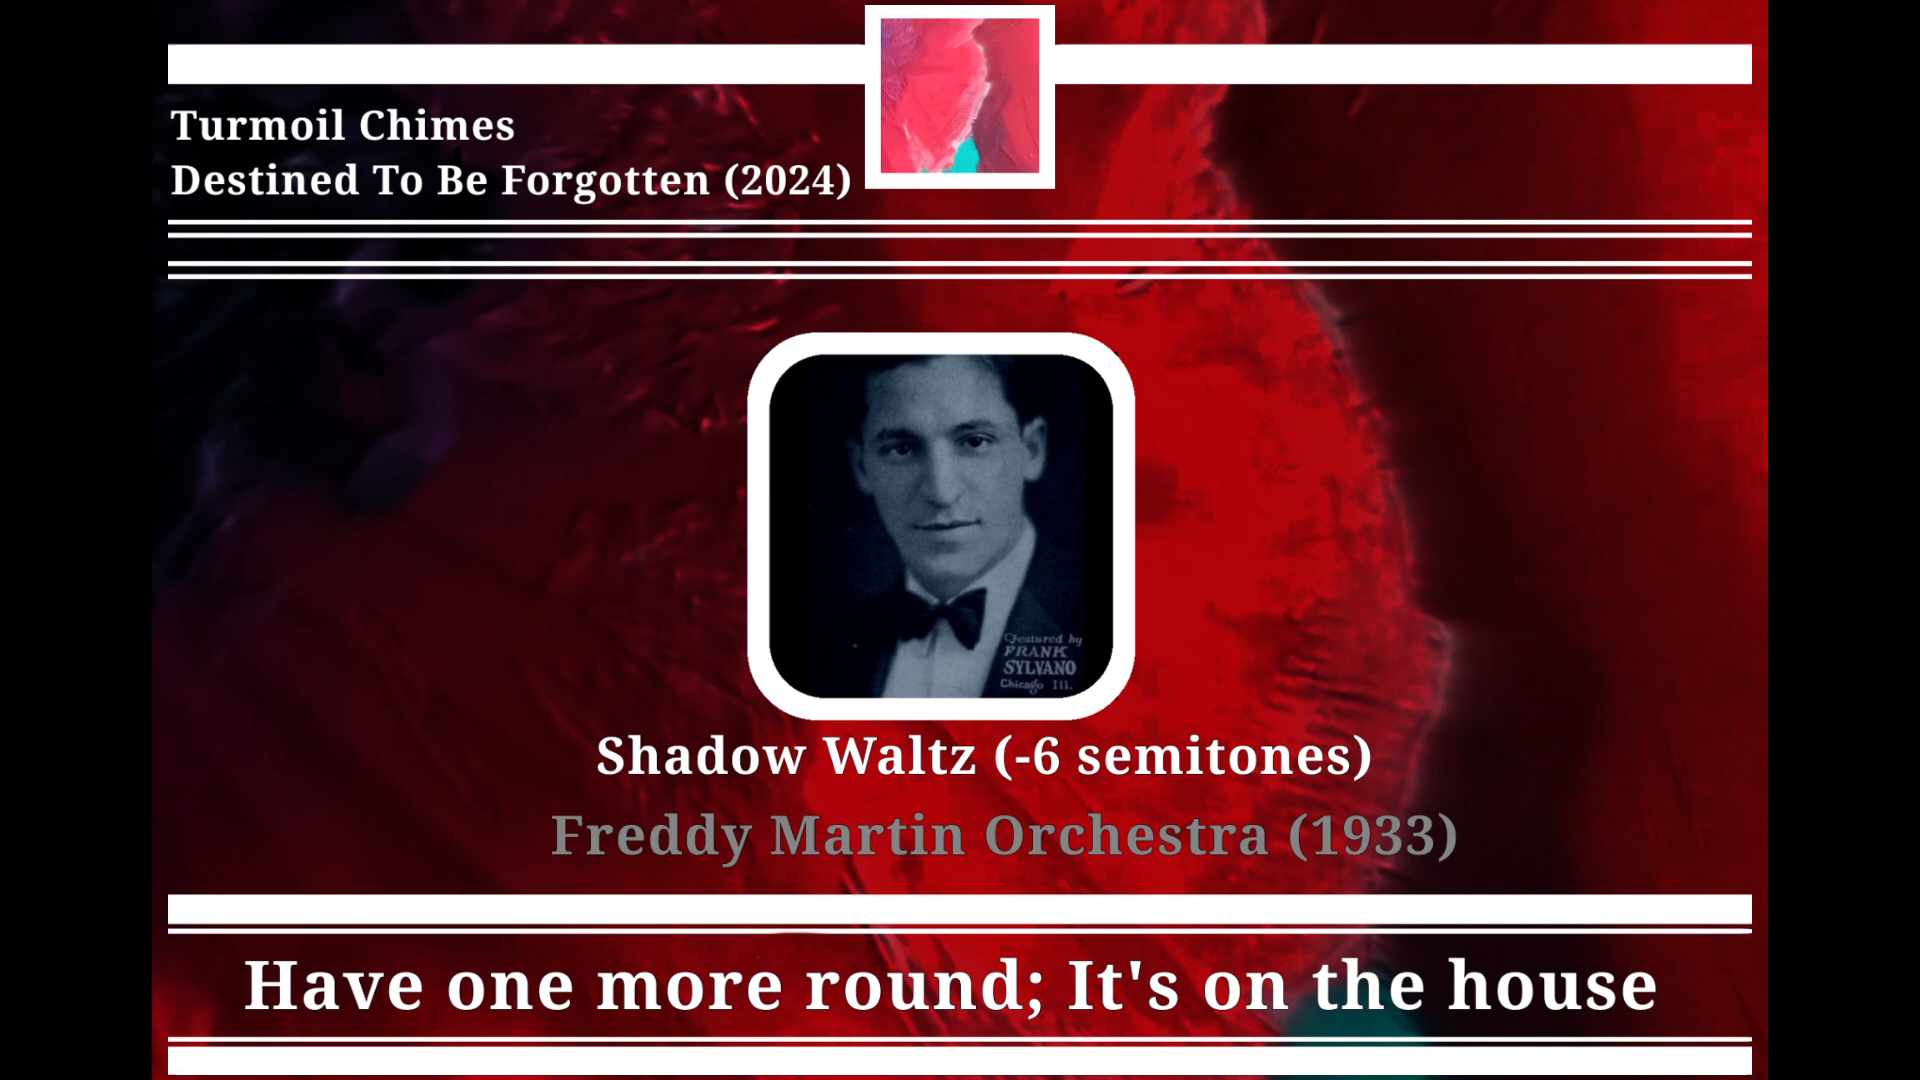 Turmoil Chimes
Destined To Be Forgotten (2024)
Featured by
FRANK
SYLVANO
Chicago Ill.
Shadow Waltz (-6 semitones)
Freddy Martin Orchestra (1933)
Have one more round; It's on the house